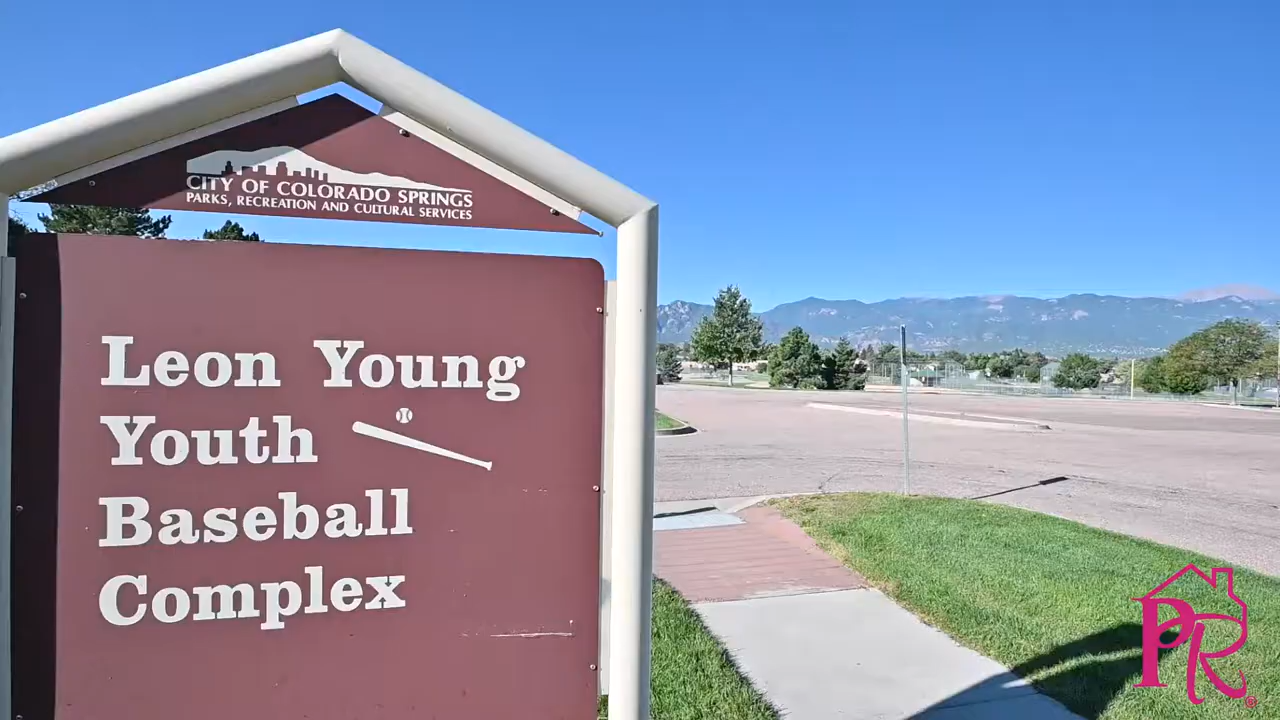 CITY OF COLORADO SPRINGS
PARKS, RECREATION AND CULTURAL SERVICES
Leon Young
Youth
Baseball
Complex
PR®